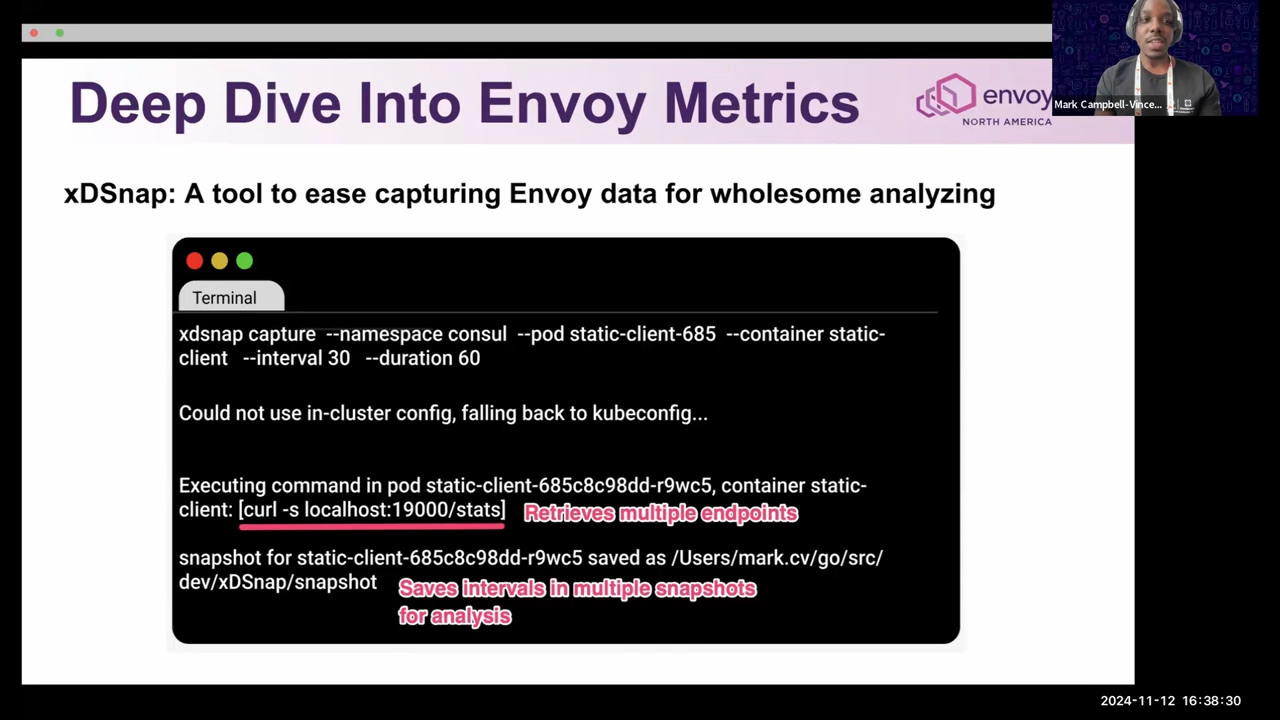 Deep Dive Into Envoy Metrics
envoy
NORTH AMERICA
Mark Campbell-Vince...
xDSnap: A tool to ease capturing Envoy data for wholesome analyzing
Terminal
xdsnap capture --namespace consul --pod static-client-685 --container static-
client --interval 30 --duration 60
Could not use in-cluster config, falling back to kubeconfig...
Executing command in pod static-client-685c8c98dd-r9wc5, container static-
client: [curl -s localhost:19000/stats] Retrieves multiple endpoints
snapshot for static-client-685c8c98dd-r9wc5 saved as /Users/mark.cv/go/src/
dev/xDSnap/snapshot Saves intervals in multiple snapshots
for analysis
2024-11-12 16:38:30